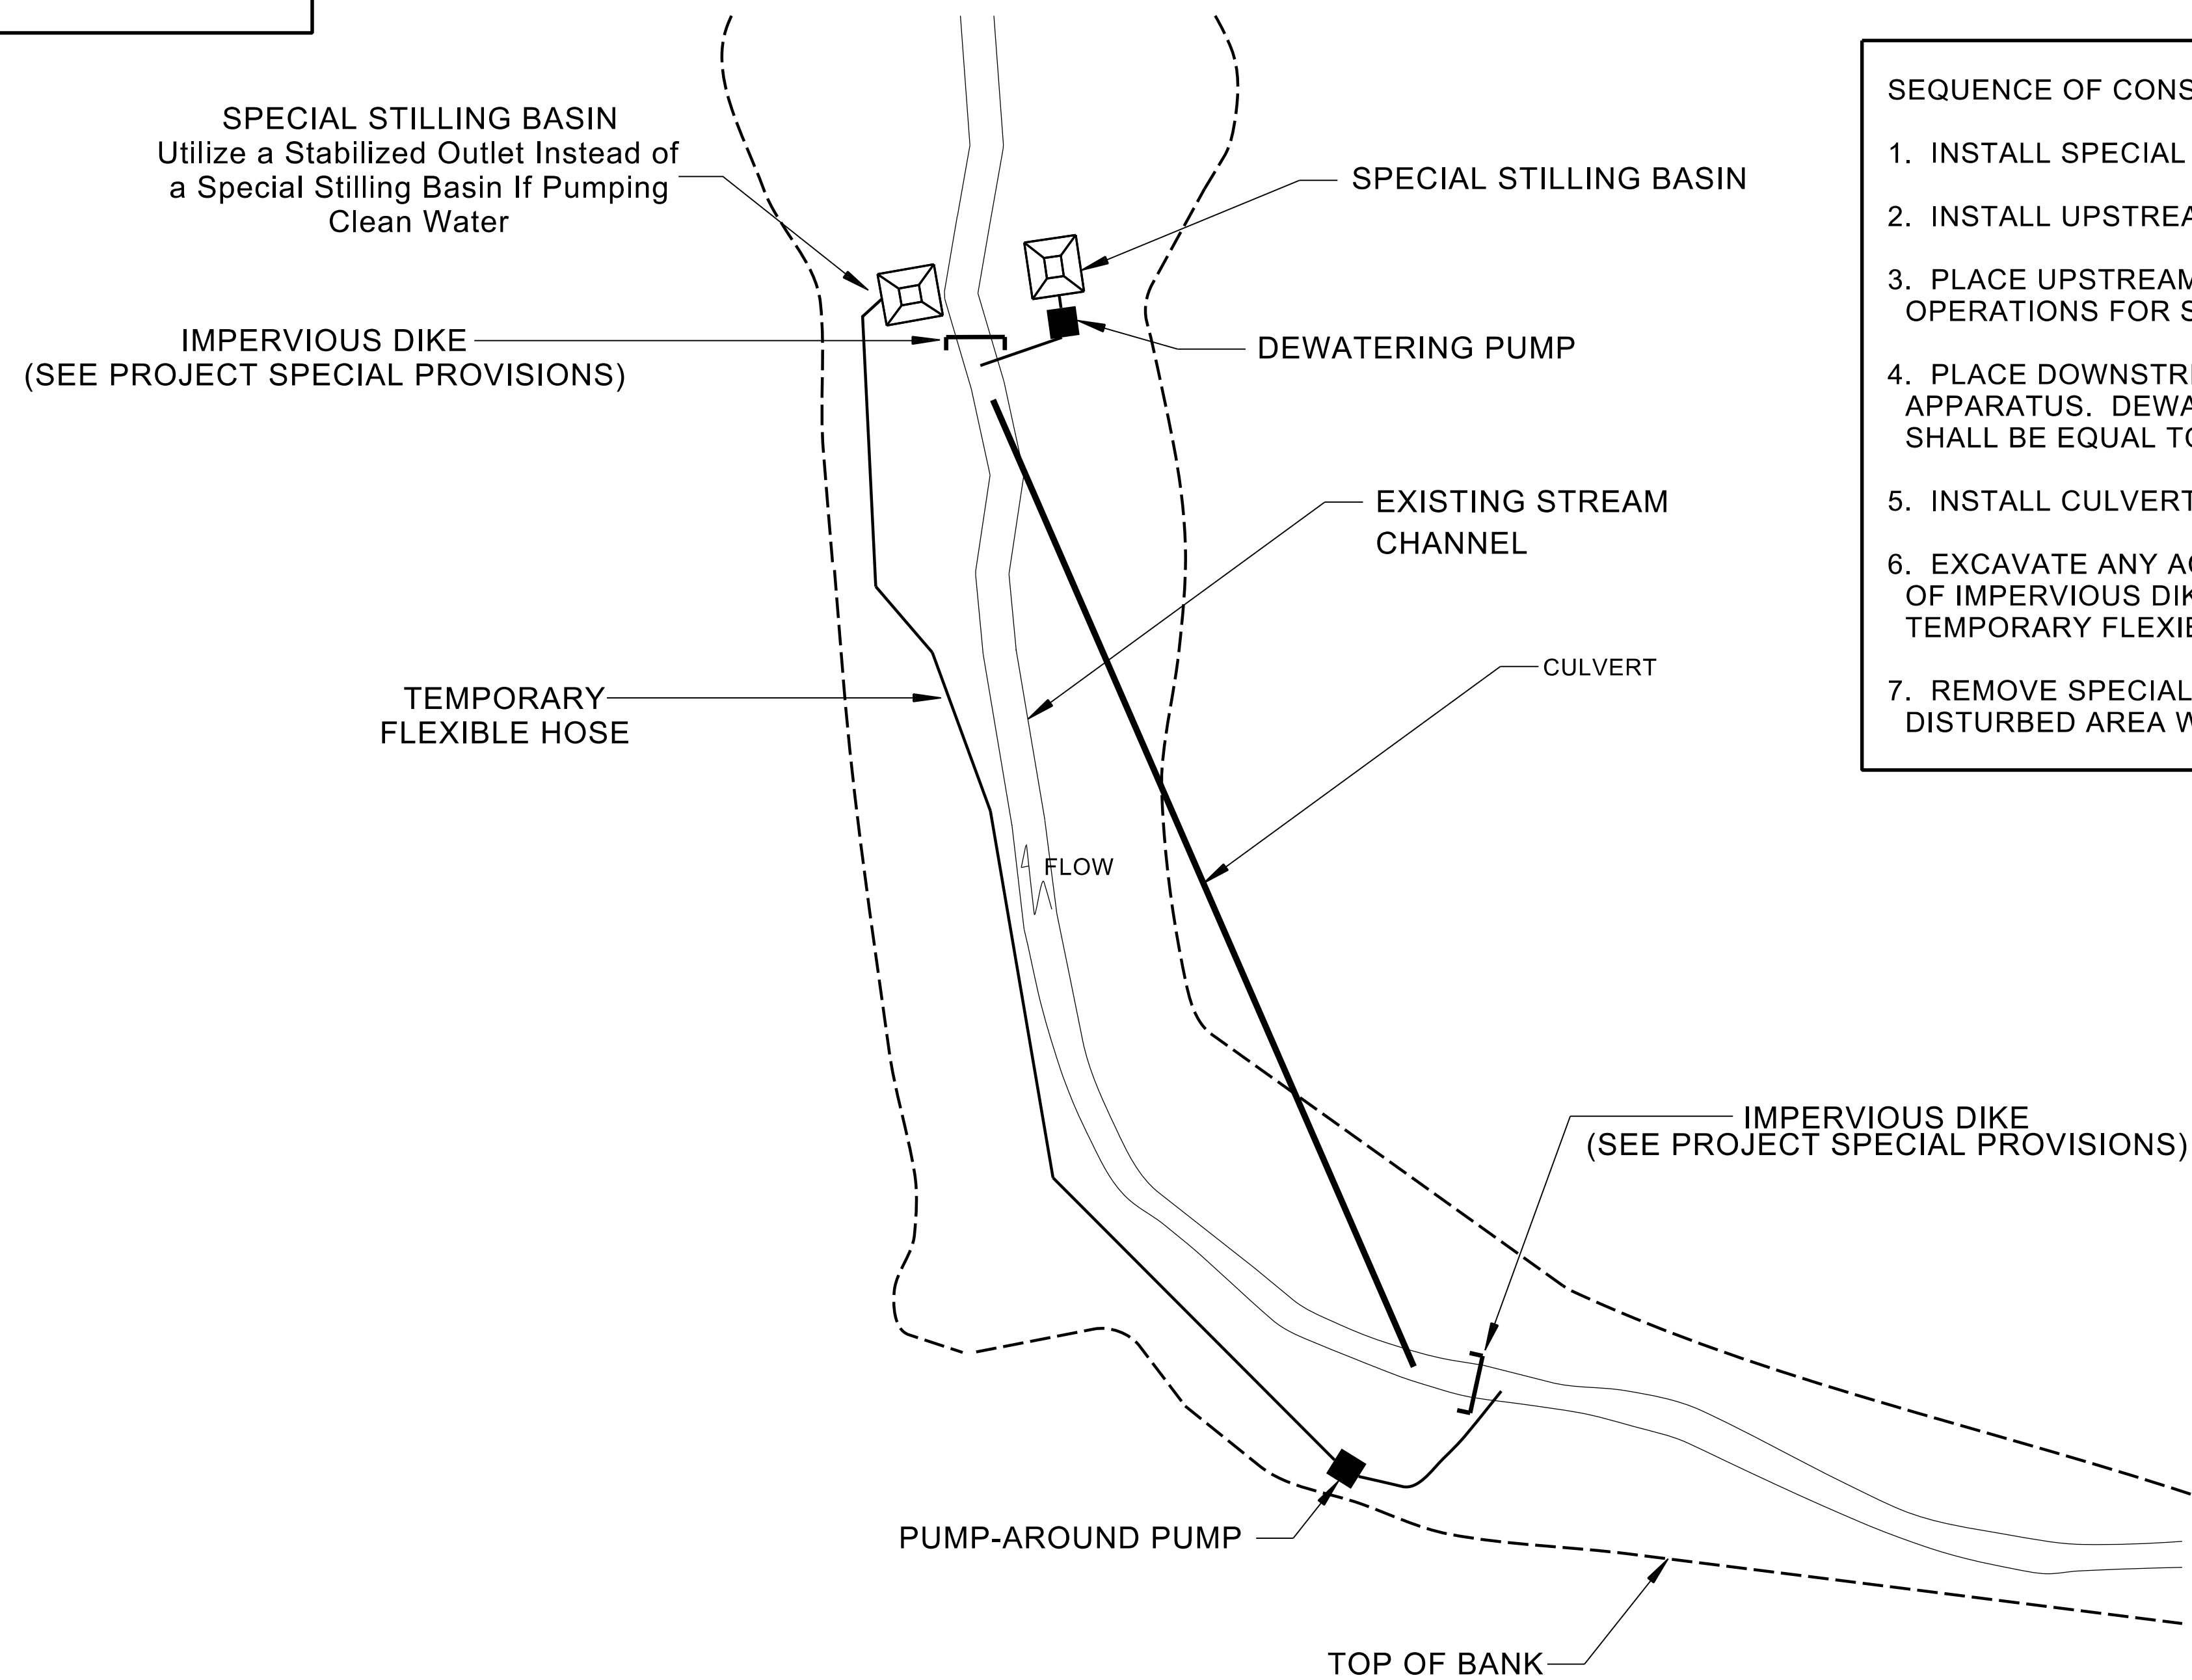 SPECIAL STILLING BASIN
Utilize a Stabilized Outlet Instead of
a Special Stilling Basin If Pumping
Clean Water
IMPERVIOUS DIKE
(SEE PROJECT SPECIAL PROVISIONS)
TEMPORARY
FLEXIBLE HOSE
SPECIAL STILLING BASIN
DEWATERING PUMP
EXISTING STREAM
CHANNEL
CULVERT
FLOW
IMPERVIOUS DIKE
(SEE PROJECT SPECIAL PROVISIONS)
PUMP-AROUND PUMP
TOP OF BANK
SEQUENCE OF CONS
1. INSTALL SPECIAL
2. INSTALL UPSTREA
3. PLACE UPSTREAM
OPERATIONS FOR S
4. PLACE DOWNSTR
APPARATUS. DEWA
SHALL BE EQUAL TO
5. INSTALL CULVERT
6. EXCAVATE ANY AC
OF IMPERVIOUS DIK
TEMPORARY FLEXIB
7. REMOVE SPECIAL
DISTURBED AREA W